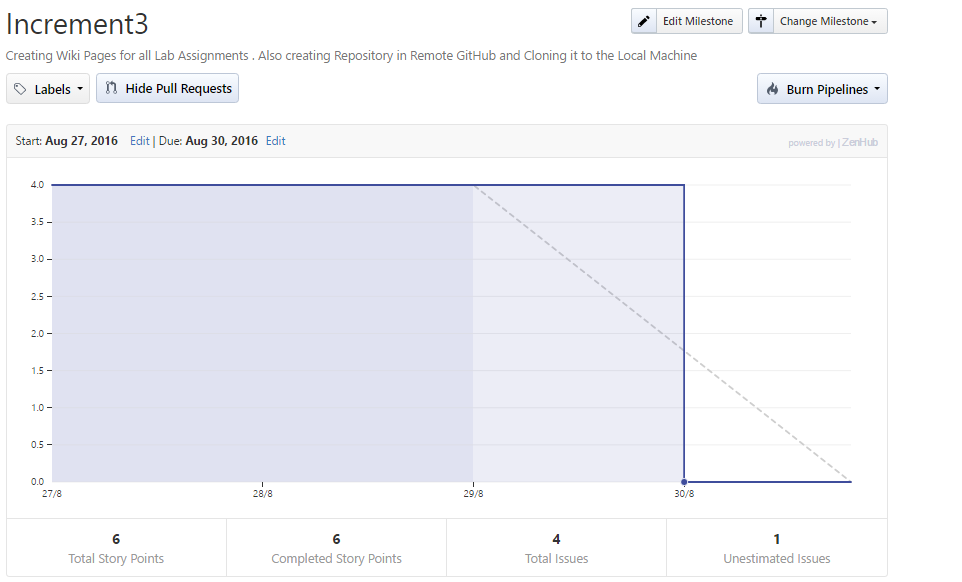 Increment3
Edit Milestone
Change Milestone
Creating Wiki Pages for all Lab Assignments . Also creating Repository in Remote GitHub and Cloning it to the Local Machine
Labels
Hide Pull Requests
Burn Pipelines
Start: Aug 27, 2016 Edit | Due: Aug 30, 2016 Edit
powered by | ZenHub
4.0
3.5
3.0
2.5
2.0
1.5
1.0
0.5
0.0
27/8 28/8 29/8 30/8
6 6 4 1
Total Story Points Completed Story Points Total Issues Unestimated Issues